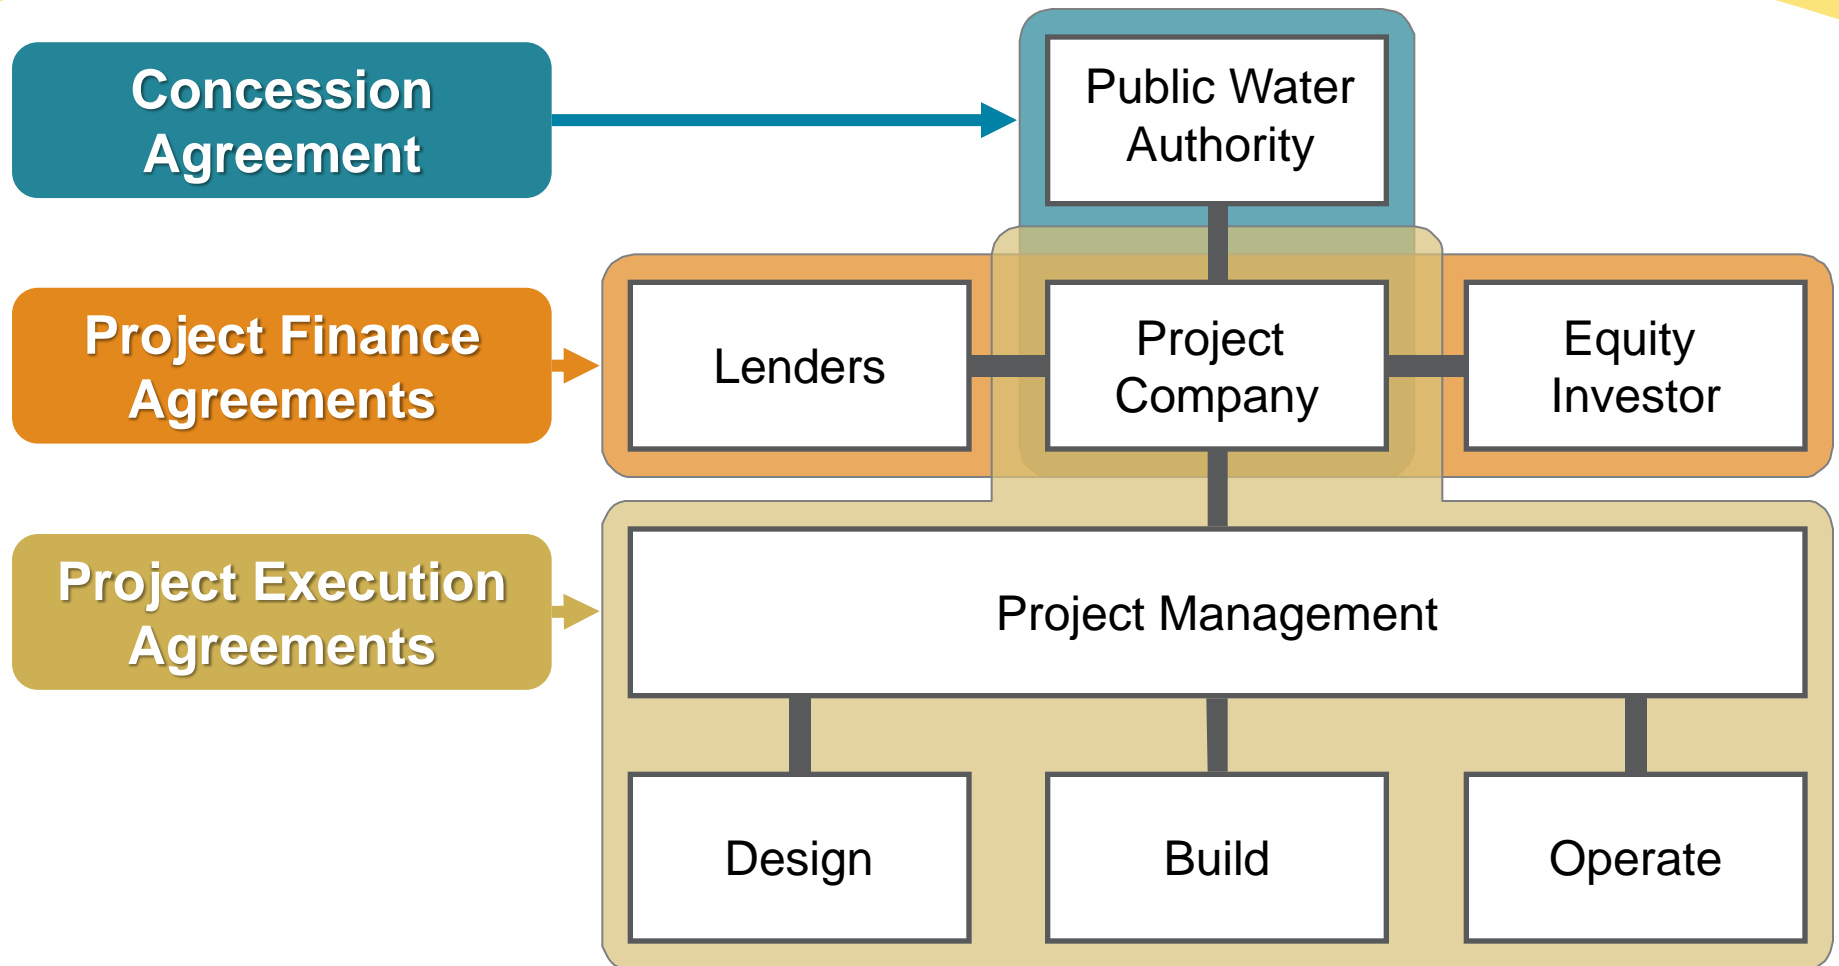 Concession
Agreement
Public Water
Authority
Project Finance
Agreements
Lenders
Project
Company
Equity
Investor
Project Execution
Agreements
Project Management
Design
Build
Operate